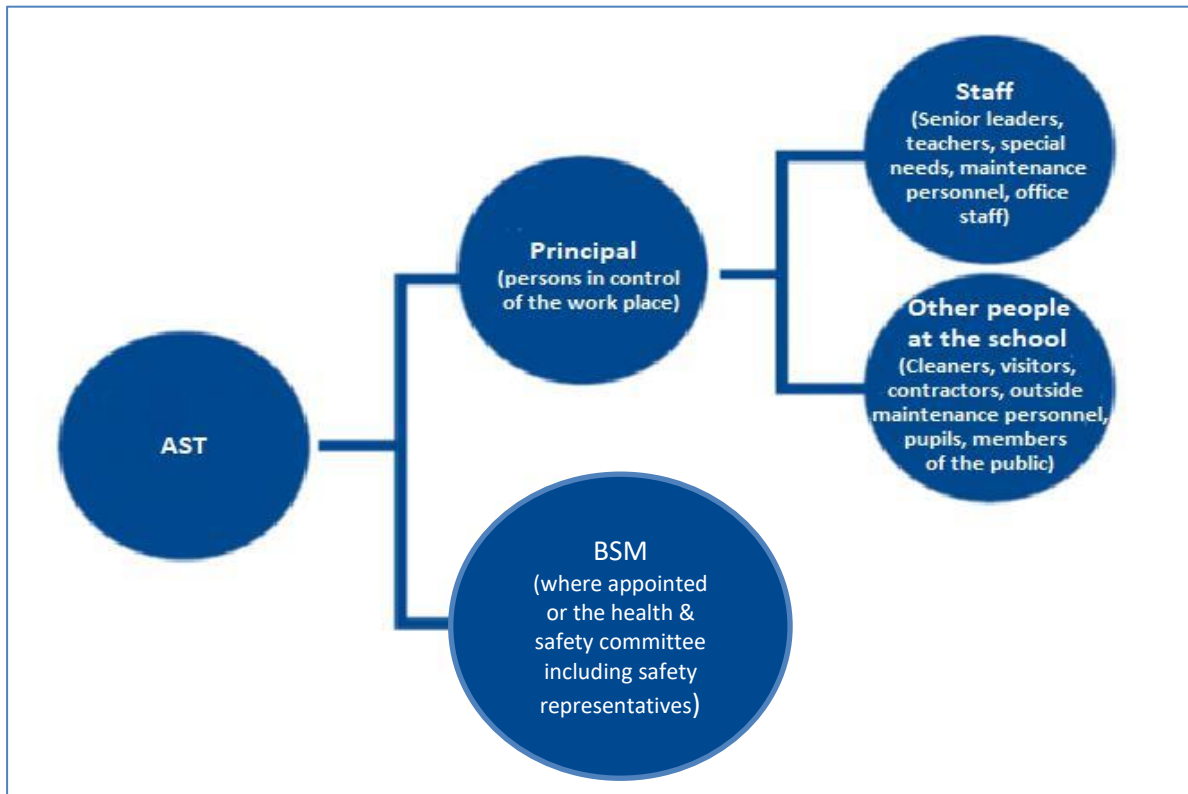 Staff
(Senior leaders,
teachers, special
needs, maintenance
personnel, office
staff)
Principal
(persons in control
of the work place)
Other people
at the school
(Cleaners, visitors,
contractors, outside
maintenance personnel,
pupils, members
of the public)
AST
BSM
(where appointed
or the health &
safety committee
including safety
representatives)